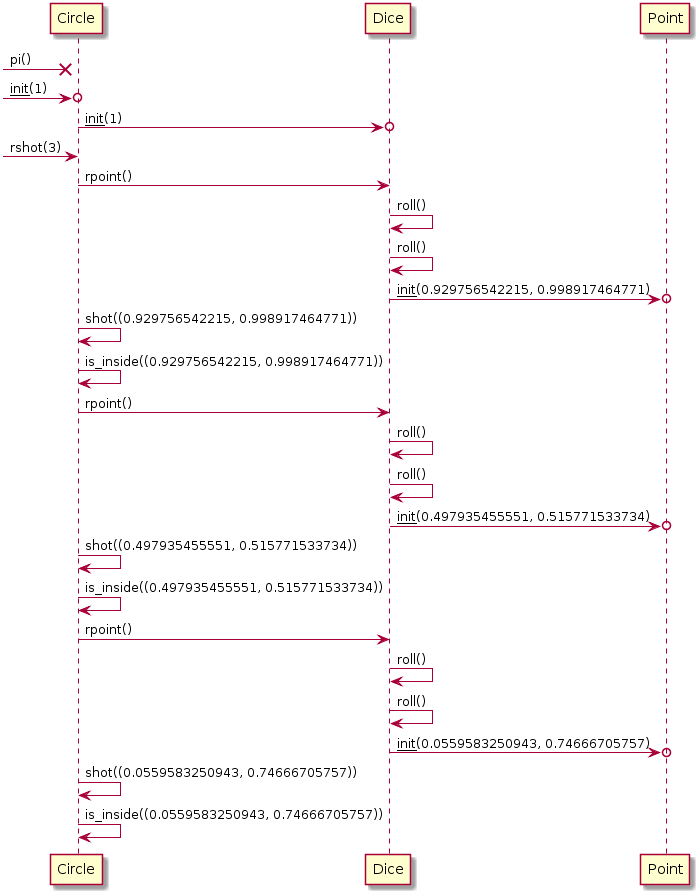 Circle Dice Point
pi()
init(1)
init(1)
rshot(3)
rpoint()
roll()
roll()
init(0.929756542215, 0.998917464771)
shot((0.929756542215, 0.998917464771))
is_inside((0.929756542215, 0.998917464771))
rpoint()
roll()
roll()
init(0.497935455551, 0.515771533734)
shot((0.497935455551, 0.515771533734))
is_inside((0.497935455551, 0.515771533734))
rpoint()
roll()
roll()
init(0.0559583250943, 0.74666705757)
shot((0.0559583250943, 0.74666705757))
is_inside((0.0559583250943, 0.74666705757))
Circle Dice Point